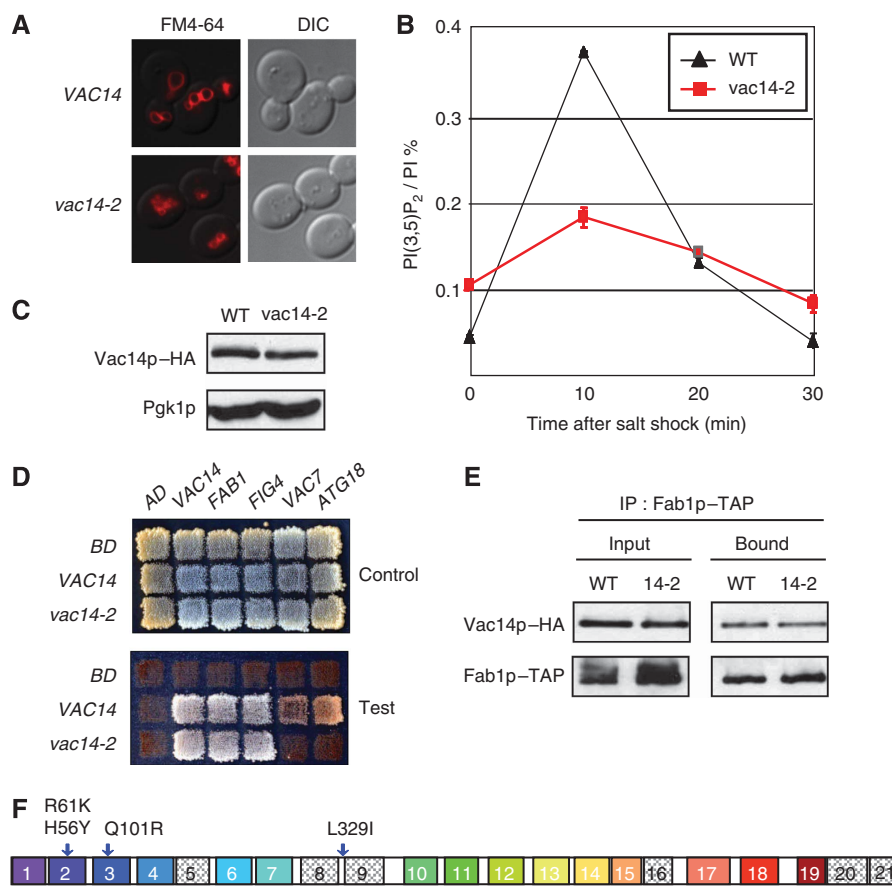 A
FM4-64
DIC
VAC14
vac14-2
B
0.4
0.3
0.2
0.1
PI(3,5)P2 / PI %
WT
vac14-2
0
10
20
30
Time after salt shock (min)
C
WT
vac14-2
Vac14p–HA
Pgk1p
D
AD
VAC14
FAB1
FIG4
VAC7
ATG18
BD
VAC14
vac14-2
Control
BD
VAC14
vac14-2
Test
E
IP : Fab1p–TAP
Input
Bound
WT
14-2
WT
14-2
Vac14p–HA
Fab1p–TAP
F
R61K
H56Y
Q101R
L329I
1 2 3 4 5 6 7 8 9 10 11 12 13 14 15 16 17 18 19 20 21